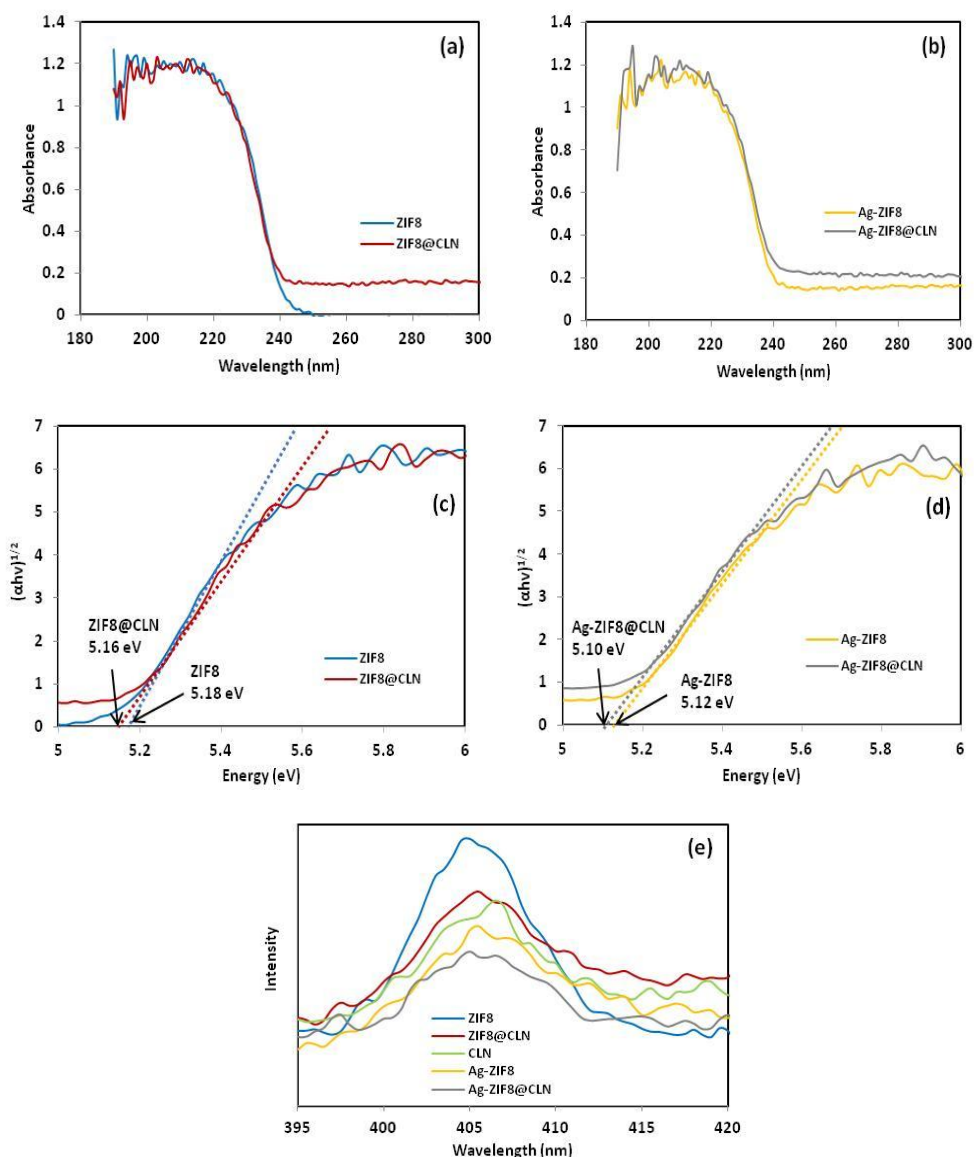 (a)
1.4
1.2
1
0.8
0.6
0.4
0.2
0
Absorbance
ZIF8
ZIF8@CLN
180 200 220 240 260 280 300
Wavelength (nm)
(b)
1.4
1.2
1
0.8
0.6
0.4
0.2
0
Absorbance
Ag-ZIF8
Ag-ZIF8@CLN
180 200 220 240 260 280 300
Wavelength (nm)
(c)
7
6
5
4
3
2
1
0
(αhν)1/2
ZIF8@CLN
5.16 eV
ZIF8
5.18 eV
ZIF8
ZIF8@CLN
5 5.2 5.4 5.6 5.8 6
Energy (eV)
(d)
7
6
5
4
3
2
1
0
(αhν)1/2
Ag-ZIF8@CLN
5.10 eV
Ag-ZIF8
5.12 eV
Ag-ZIF8
Ag-ZIF8@CLN
5 5.2 5.4 5.6 5.8 6
Energy (eV)
(e)
Intensity
ZIF8
ZIF8@CLN
CLN
Ag-ZIF8
Ag-ZIF8@CLN
395 400 405 410 415 420
Wavelength (nm)